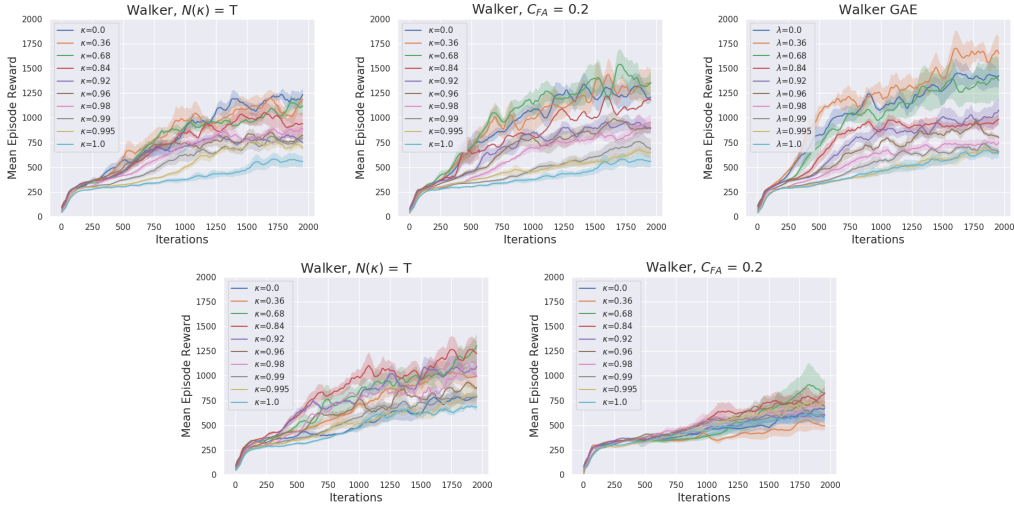 Walker, N(κ) = T
Mean Episode Reward
2000
1750
1500
1250
1000
750
500
250
0
κ=0.0
κ=0.36
κ=0.68
κ=0.84
κ=0.92
κ=0.96
κ=0.98
κ=0.99
κ=0.995
κ=1.0
0 250 500 750 1000 1250 1500 1750 2000
Iterations
Walker, C_FA = 0.2
Mean Episode Reward
2000
1750
1500
1250
1000
750
500
250
0
κ=0.0
κ=0.36
κ=0.68
κ=0.84
κ=0.92
κ=0.96
κ=0.98
κ=0.99
κ=0.995
κ=1.0
0 250 500 750 1000 1250 1500 1750 2000
Iterations
Walker GAE
Mean Episode Reward
2000
1750
1500
1250
1000
750
500
250
0
λ=0.0
λ=0.36
λ=0.68
λ=0.84
λ=0.92
λ=0.96
λ=0.98
λ=0.99
λ=0.995
λ=1.0
0 250 500 750 1000 1250 1500 1750 2000
Iterations
Walker, N(κ) = T
Mean Episode Reward
2000
1750
1500
1250
1000
750
500
250
0
κ=0.0
κ=0.36
κ=0.68
κ=0.84
κ=0.92
κ=0.96
κ=0.98
κ=0.99
κ=0.995
κ=1.0
0 250 500 750 1000 1250 1500 1750 2000
Iterations
Walker, C_FA = 0.2
Mean Episode Reward
2000
1750
1500
1250
1000
750
500
250
0
κ=0.0
κ=0.36
κ=0.68
κ=0.84
κ=0.92
κ=0.96
κ=0.98
κ=0.99
κ=0.995
κ=1.0
0 250 500 750 1000 1250 1500 1750 2000
Iterations